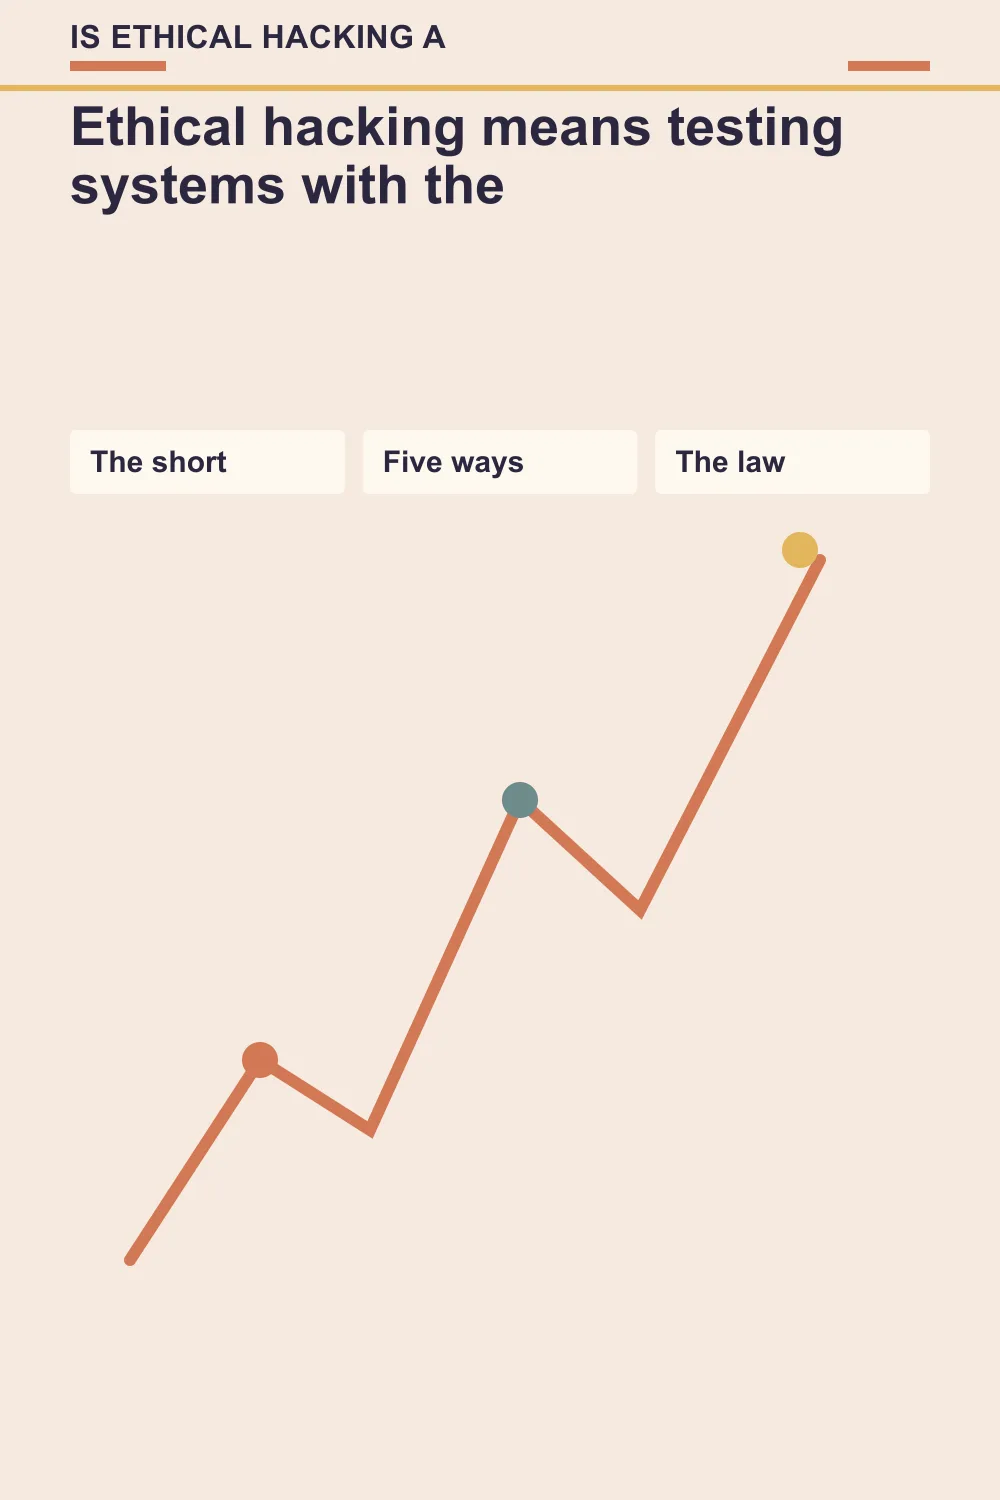 IS ETHICAL HACKING A
Ethical hacking means testing
systems with the
The short
Five ways
The law